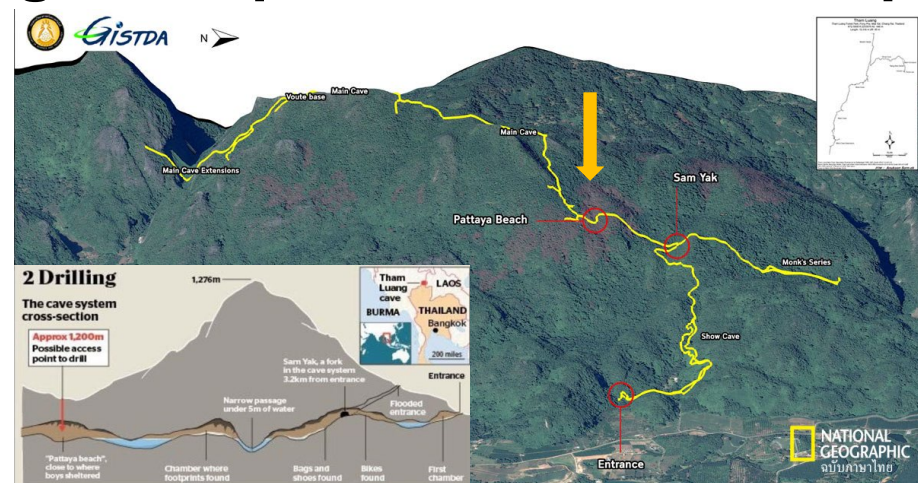 GISTDA
N
Voute base
Main Cave
Main Cave
Main Cave Extensions
Sam Yak
Pattaya Beach
Monk's Series
Show Cave
Entrance
NATIONAL
GEOGRAPHIC
ฉบับภาษาไทย
2 Drilling
The cave system
cross-section
Approx 1,200m
Possible access
point to drill
1,276m
Tham
Luang
cave
LAOS
BURMA
THAILAND
Bangkok
200 miles
Sam Yak, a fork
in the cave system
3.2km from entrance
Entrance
Narrow passage
under 5m of water
Flooded
entrance
"Pattaya beach",
close to where
boys sheltered
Chamber where
footprints found
Bags and
shoes found
Bikes
found
First
chamber
Tham Luang